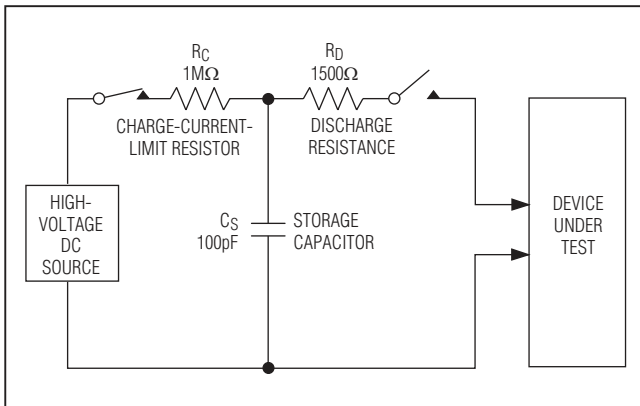 RC
1MΩ
CHARGE-CURRENT-
LIMIT RESISTOR
RD
1500Ω
DISCHARGE
RESISTANCE
HIGH-
VOLTAGE
DC
SOURCE
CS
100pF
STORAGE
CAPACITOR
DEVICE
UNDER
TEST